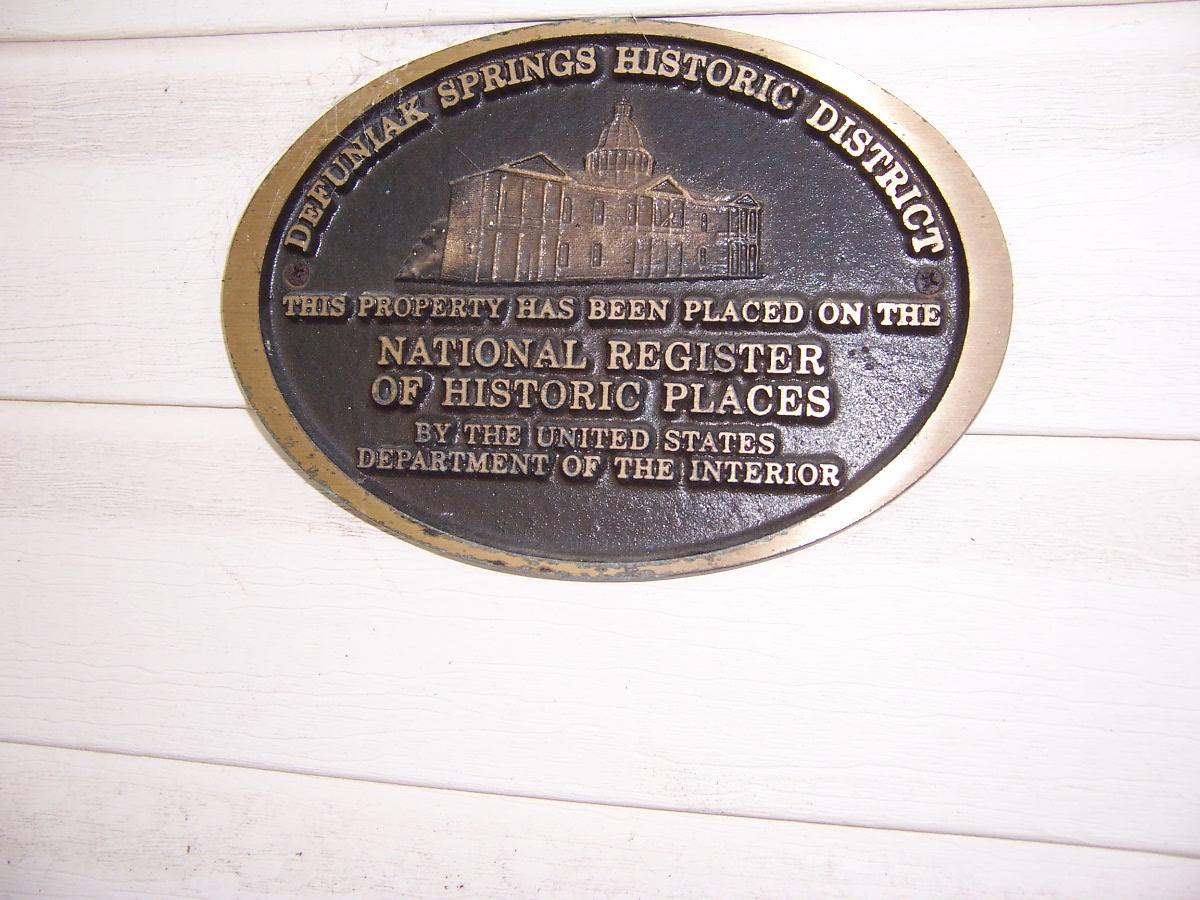 DEFUNIAK SPRINGS HISTORIC DISTRICT
THIS PROPERTY HAS BEEN PLACED ON THE
NATIONAL REGISTER
OF HISTORIC PLACES
BY THE UNITED STATES
DEPARTMENT OF THE INTERIOR